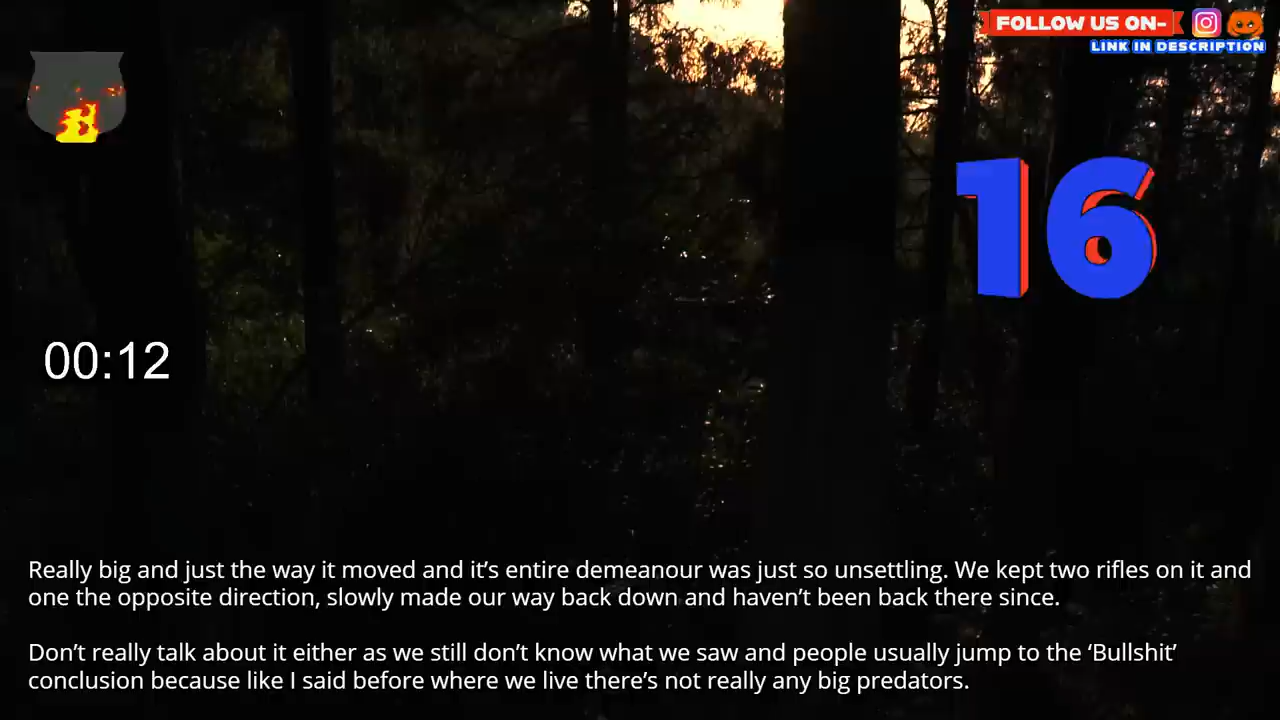 FOLLOW US ON-
LINK IN DESCRIPTION
16
00:12
Really big and just the way it moved and it’s entire demeanour was just so unsettling. We kept two rifles on it and
one the opposite direction, slowly made our way back down and haven’t been back there since.
Don’t really talk about it either as we still don’t know what we saw and people usually jump to the ‘Bullshit’
conclusion because like I said before where we live there’s not really any big predators.